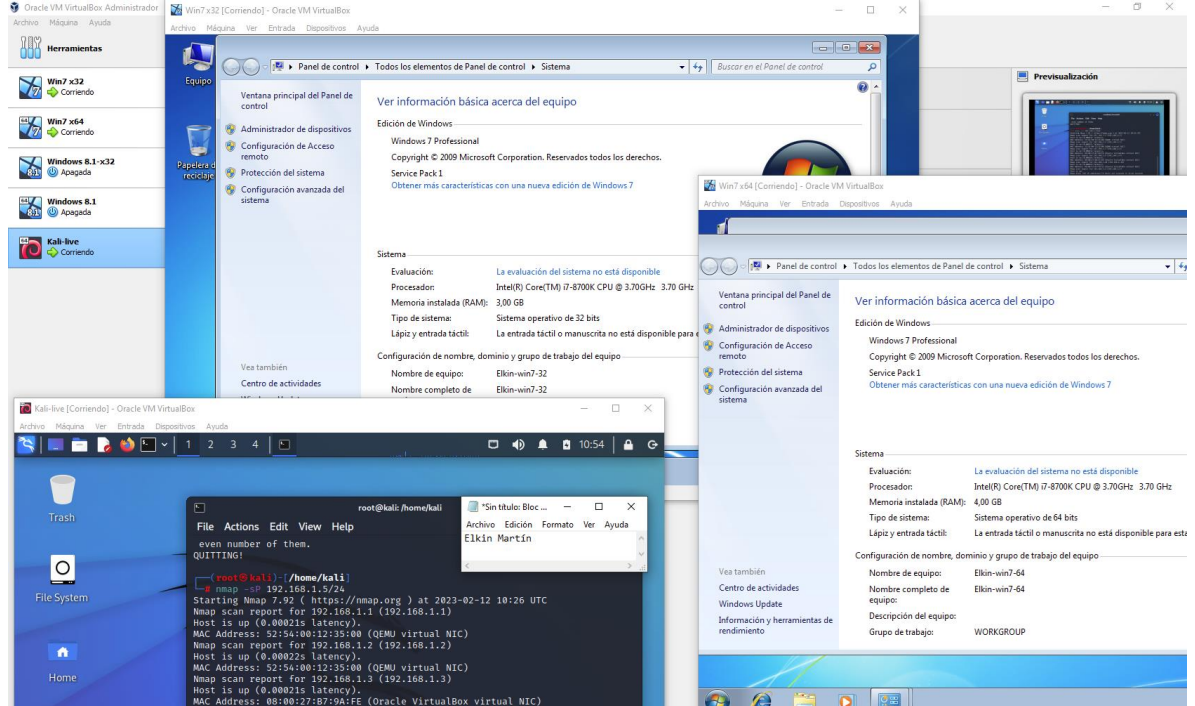 Oracle VM VirtualBox Administrador
Archivo Máquina Ayuda
Herramientas
Win7 x32
Corriendo
Win7 x64
Corriendo
Windows 8.1-x32
Apagada
Windows 8.1
Apagada
Kali-live
Corriendo
Previsualización
Win7 x32 [Corriendo] - Oracle VM VirtualBox
Archivo Máquina Ver Entrada Dispositivos Ayuda
Equipo
Papelera d
reciclaje
Panel de control Todos los elementos de Panel de control Sistema
Buscar en el Panel de control
Ventana principal del Panel de
control
Administrador de dispositivos
Configuración de Acceso
remoto
Protección del sistema
Configuración avanzada del
sistema
Vea también
Centro de actividades
Ver información básica acerca del equipo
Edición de Windows
Windows 7 Professional
Copyright © 2009 Microsoft Corporation. Reservados todos los derechos.
Service Pack 1
Obtener más características con una nueva edición de Windows 7
Sistema
Evaluación: La evaluación del sistema no está disponible
Procesador: Intel(R) Core(TM) i7-8700K CPU @ 3.70GHz 3.70 GHz
Memoria instalada (RAM): 3,00 GB
Tipo de sistema: Sistema operativo de 32 bits
Lápiz y entrada táctil: La entrada táctil o manuscrita no está disponible para e
Configuración de nombre, dominio y grupo de trabajo del equipo
Nombre de equipo: Elkin-win7-32
Nombre completo de Elkin-win7-32
Win7 x64 [Corriendo] - Oracle VM VirtualBox
Archivo Máquina Ver Entrada Dispositivos Ayuda
Panel de control Todos los elementos de Panel de control Sistema
Ventana principal del Panel de
control
Administrador de dispositivos
Configuración de Acceso
remoto
Protección del sistema
Configuración avanzada del
sistema
Vea también
Centro de actividades
Windows Update
Información y herramientas de
rendimiento
Ver información básica acerca del equipo
Edición de Windows
Windows 7 Professional
Copyright © 2009 Microsoft Corporation. Reservados todos los derechos.
Service Pack 1
Obtener más características con una nueva edición de Windows 7
Sistema
Evaluación: La evaluación del sistema no está disponible
Procesador: Intel(R) Core(TM) i7-8700K CPU @ 3.70GHz 3.70 GHz
Memoria instalada (RAM): 4,00 GB
Tipo de sistema: Sistema operativo de 64 bits
Lápiz y entrada táctil: La entrada táctil o manuscrita no está disponible para esta
Configuración de nombre, dominio y grupo de trabajo del equipo
Nombre de equipo: Elkin-win7-64
Nombre completo de Elkin-win7-64
equipo:
Descripción del equipo:
Grupo de trabajo: WORKGROUP
Kali-live [Corriendo] - Oracle VM VirtualBox
Archivo Máquina Ver Entrada Dispositivos Ayuda
1 2 3 4
10:54
Trash
File System
Home
root@kali: /home/kali
File Actions Edit View Help
even number of them.
QUITTING!
(root㉿kali)-[/home/kali]
# nmap -sP 192.168.1.5/24
Starting Nmap 7.92 ( https://nmap.org ) at 2023-02-12 10:26 UTC
Nmap scan report for 192.168.1.1 (192.168.1.1)
Host is up (0.00021s latency).
MAC Address: 52:54:00:12:35:00 (QEMU virtual NIC)
Nmap scan report for 192.168.1.2 (192.168.1.2)
Host is up (0.00022s latency).
MAC Address: 52:54:00:12:35:00 (QEMU virtual NIC)
Nmap scan report for 192.168.1.3 (192.168.1.3)
Host is up (0.00021s latency).
MAC Address: 08:00:27:B7:9A:FE (Oracle VirtualBox virtual NIC)
*Sin título: Bloc ...
Archivo Edición Formato Ver Ayuda
Elkin Martín